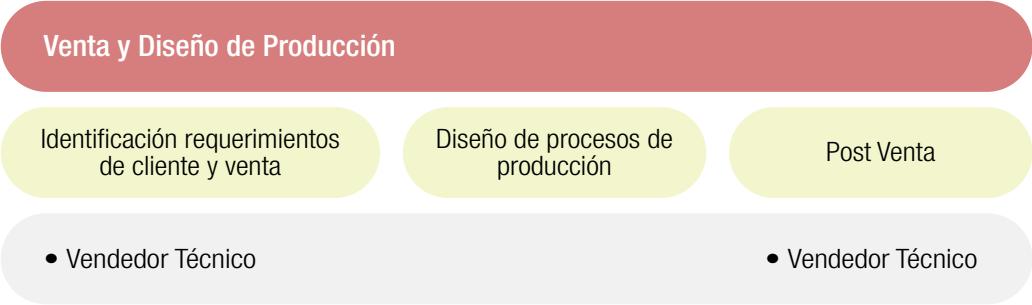 Venta y Diseño de Producción
Identificación requerimientos
de cliente y venta
Diseño de procesos de
producción
Post Venta
• Vendedor Técnico
• Vendedor Técnico